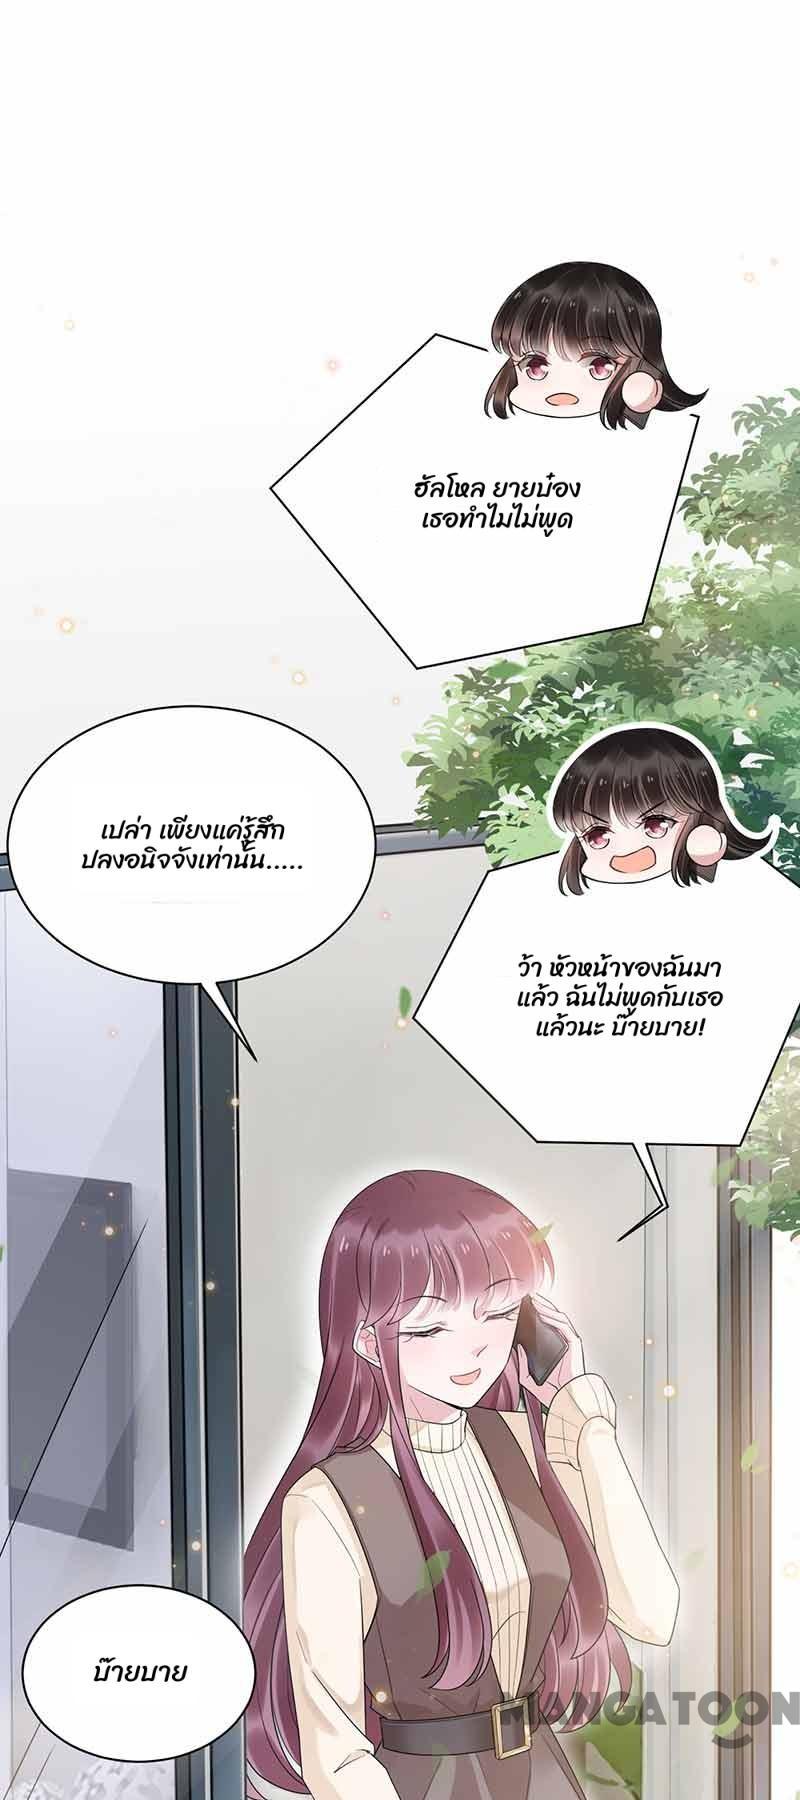 ฮัลโหล ยายบ๋อง
เธอทำไมไม่พูด
เปล่า เพียงแค่รู้สึก
ปลงอนิจจังเท่านั้น.....
ว้า หัวหน้าของฉันมา
แล้ว ฉันไม่พูดกับเธอ
แล้วนะ บ๊ายบาย!
บ๊ายบาย
MANGATOON